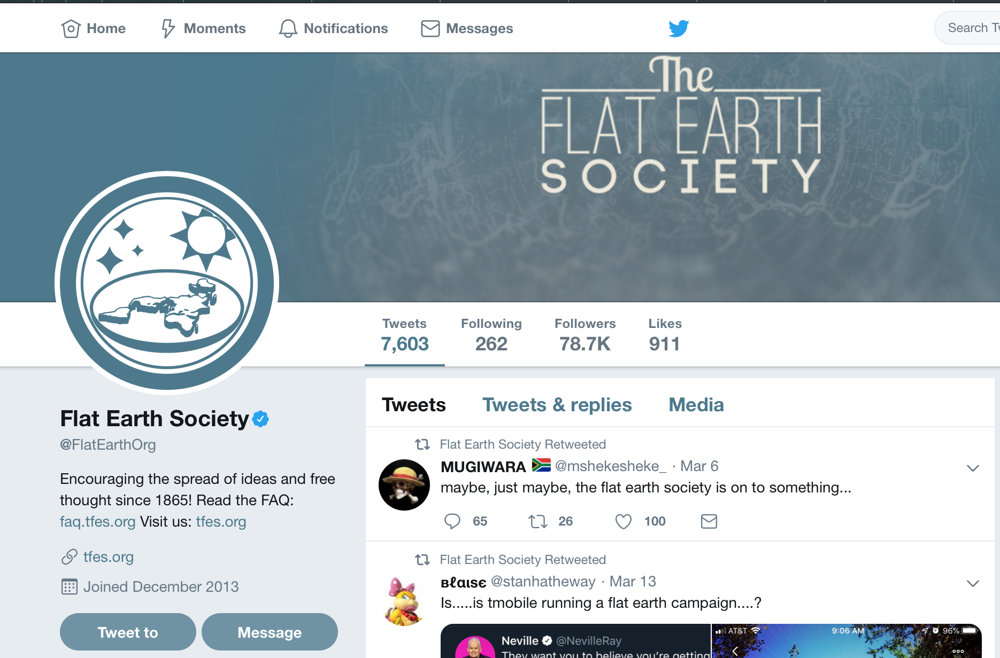 Home
Moments
Notifications
Messages
Search Tw
The
FLAT EARTH
SOCIETY
Tweets
7,603
Following
262
Followers
78.7K
Likes
911
Flat Earth Society
@FlatEarthOrg
Encouraging the spread of ideas and free
thought since 1865! Read the FAQ:
faq.tfes.org Visit us: tfes.org
tfes.org
Joined December 2013
Tweet to
Message
Tweets
Tweets & replies
Media
Flat Earth Society Retweeted
MUGIWARA 🇿🇦 @mshekesheke_ · Mar 6
maybe, just maybe, the flat earth society is on to something...
65
26
100
Flat Earth Society Retweeted
вℓαιѕє @stanhatheway · Mar 13
Is.....is tmobile running a flat earth campaign....?
Neville @NevilleRay
They want you to believe you're getting
AT&T
9:06 AM
96%